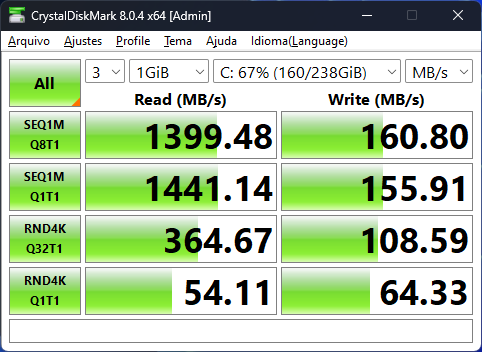 CrystalDiskMark 8.0.4 x64 [Admin]
Arquivo Ajustes Profile Tema Ajuda Idioma(Language)
All 3 1GiB C: 67% (160/238GiB) MB/s
Read (MB/s) Write (MB/s)
SEQ1M
Q8T1 1399.48 160.80
SEQ1M
Q1T1 1441.14 155.91
RND4K
Q32T1 364.67 108.59
RND4K
Q1T1 54.11 64.33